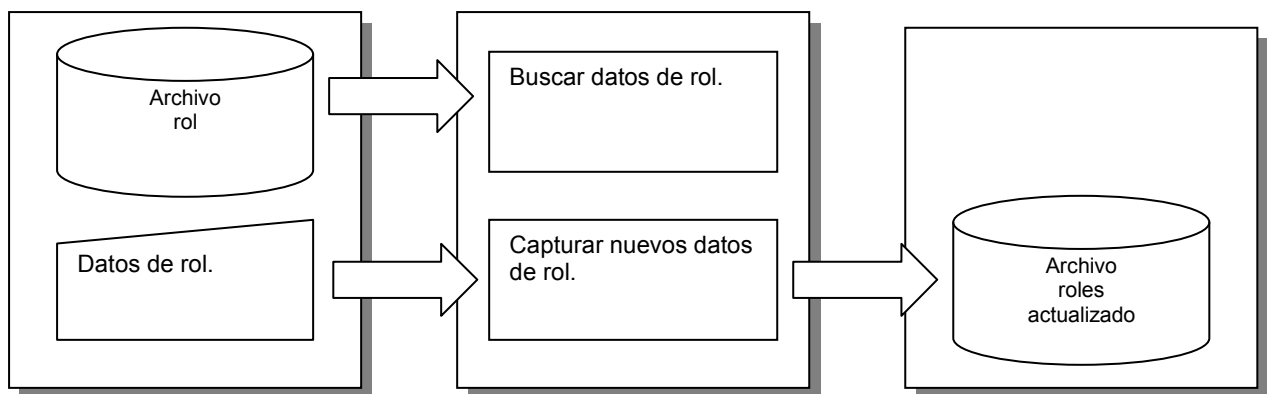 Archivo
rol
Datos de rol.
Buscar datos de rol.
Capturar nuevos datos
de rol.
Archivo
roles
actualizado